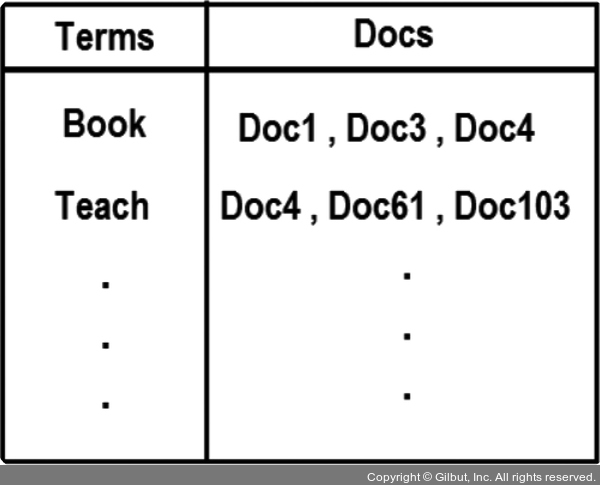 Terms Docs
Book Doc1 , Doc3 , Doc4
Teach Doc4 , Doc61 , Doc103
. .
. .
. .
Copyright © Gilbut, Inc. All rights reserved.